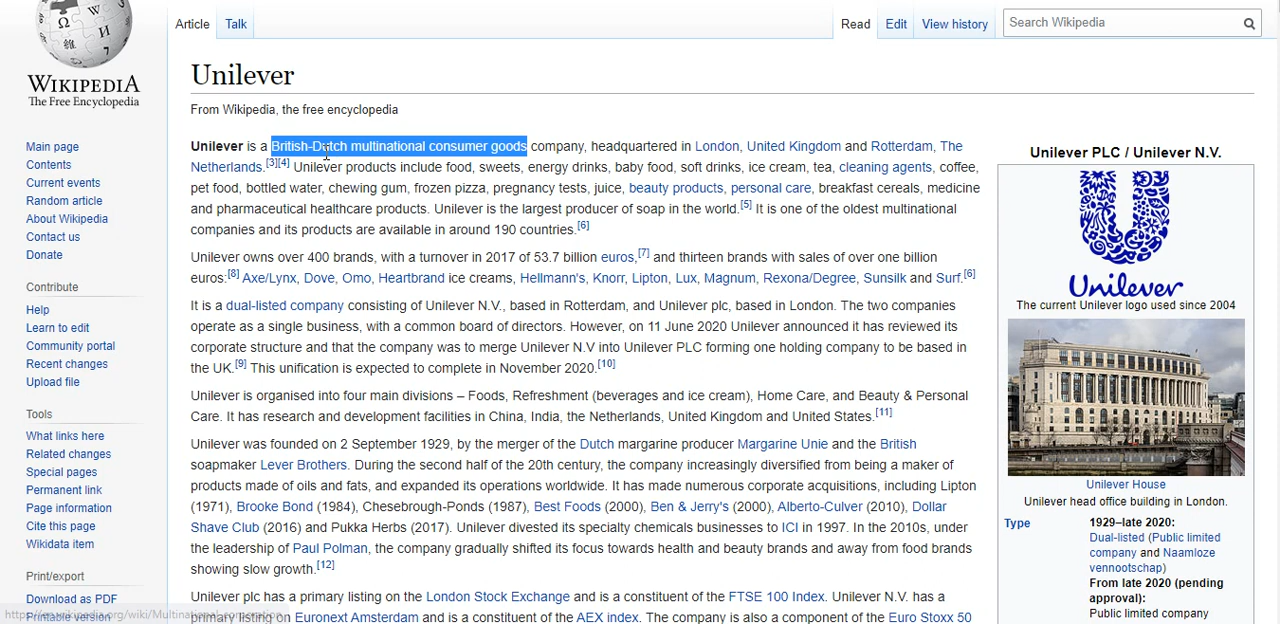 Article
Talk
Read
Edit
View history
Search Wikipedia
Ω
W
И
維
WIKIPEDIA
The Free Encyclopedia
Main page
Contents
Current events
Random article
About Wikipedia
Contact us
Donate
Contribute
Help
Learn to edit
Community portal
Recent changes
Upload file
Tools
What links here
Related changes
Special pages
Permanent link
Page information
Cite this page
Wikidata item
Print/export
Download as PDF
Printable version
https://en.wikipedia.org/wiki/Multinational_corporation
Unilever
From Wikipedia, the free encyclopedia
Unilever is a British-Dutch multinational consumer goods company, headquartered in London, United Kingdom and Rotterdam, The
Netherlands.[3][4] Unilever products include food, sweets, energy drinks, baby food, soft drinks, ice cream, tea, cleaning agents, coffee,
pet food, bottled water, chewing gum, frozen pizza, pregnancy tests, juice, beauty products, personal care, breakfast cereals, medicine
and pharmaceutical healthcare products. Unilever is the largest producer of soap in the world.[5] It is one of the oldest multinational
companies and its products are available in around 190 countries.[6]
Unilever owns over 400 brands, with a turnover in 2017 of 53.7 billion euros,[7] and thirteen brands with sales of over one billion
euros:[8] Axe/Lynx, Dove, Omo, Heartbrand ice creams, Hellmann's, Knorr, Lipton, Lux, Magnum, Rexona/Degree, Sunsilk and Surf.[6]
It is a dual-listed company consisting of Unilever N.V., based in Rotterdam, and Unilever plc, based in London. The two companies
operate as a single business, with a common board of directors. However, on 11 June 2020 Unilever announced it has reviewed its
corporate structure and that the company was to merge Unilever N.V into Unilever PLC forming one holding company to be based in
the UK.[9] This unification is expected to complete in November 2020.[10]
Unilever is organised into four main divisions – Foods, Refreshment (beverages and ice cream), Home Care, and Beauty & Personal
Care. It has research and development facilities in China, India, the Netherlands, United Kingdom and United States.[11]
Unilever was founded on 2 September 1929, by the merger of the Dutch margarine producer Margarine Unie and the British
soapmaker Lever Brothers. During the second half of the 20th century, the company increasingly diversified from being a maker of
products made of oils and fats, and expanded its operations worldwide. It has made numerous corporate acquisitions, including Lipton
(1971), Brooke Bond (1984), Chesebrough-Ponds (1987), Best Foods (2000), Ben & Jerry's (2000), Alberto-Culver (2010), Dollar
Shave Club (2016) and Pukka Herbs (2017). Unilever divested its specialty chemicals businesses to ICI in 1997. In the 2010s, under
the leadership of Paul Polman, the company gradually shifted its focus towards health and beauty brands and away from food brands
showing slow growth.[12]
Unilever plc has a primary listing on the London Stock Exchange and is a constituent of the FTSE 100 Index. Unilever N.V. has a
primary listing on Euronext Amsterdam and is a constituent of the AEX index. The company is also a component of the Euro Stoxx 50
Unilever PLC / Unilever N.V.
Unilever
The current Unilever logo used since 2004
Unilever House
Unilever head office building in London.
Type
1929–late 2020:
Dual-listed (Public limited
company and Naamloze
vennootschap)
From late 2020 (pending
approval):
Public limited company